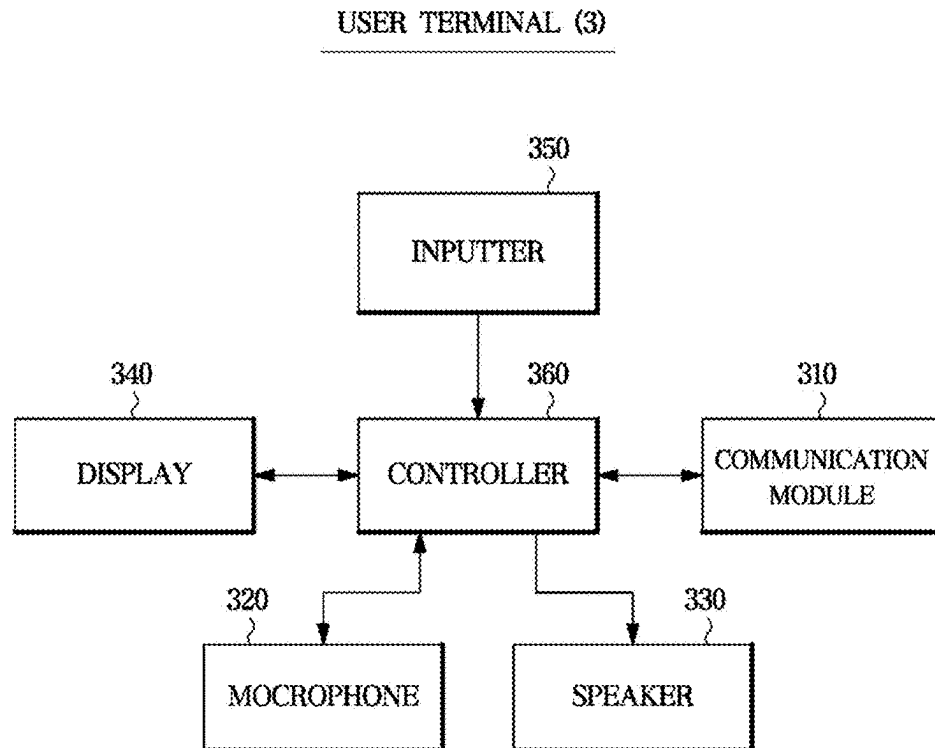 USER TERMINAL (3)
350
INPUTTER
340
360
310
DISPLAY
CONTROLLER
COMMUNICATION
MODULE
320
330
MOCROPHONE
SPEAKER